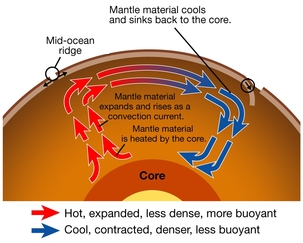 Mantle material cools
and sinks back to the core.
Mid-ocean
ridge
Mantle material
expands and rises as a
convection current.
Mantle material
is heated by the core.
Core
Hot, expanded, less dense, more buoyant
Cool, contracted, denser, less buoyant